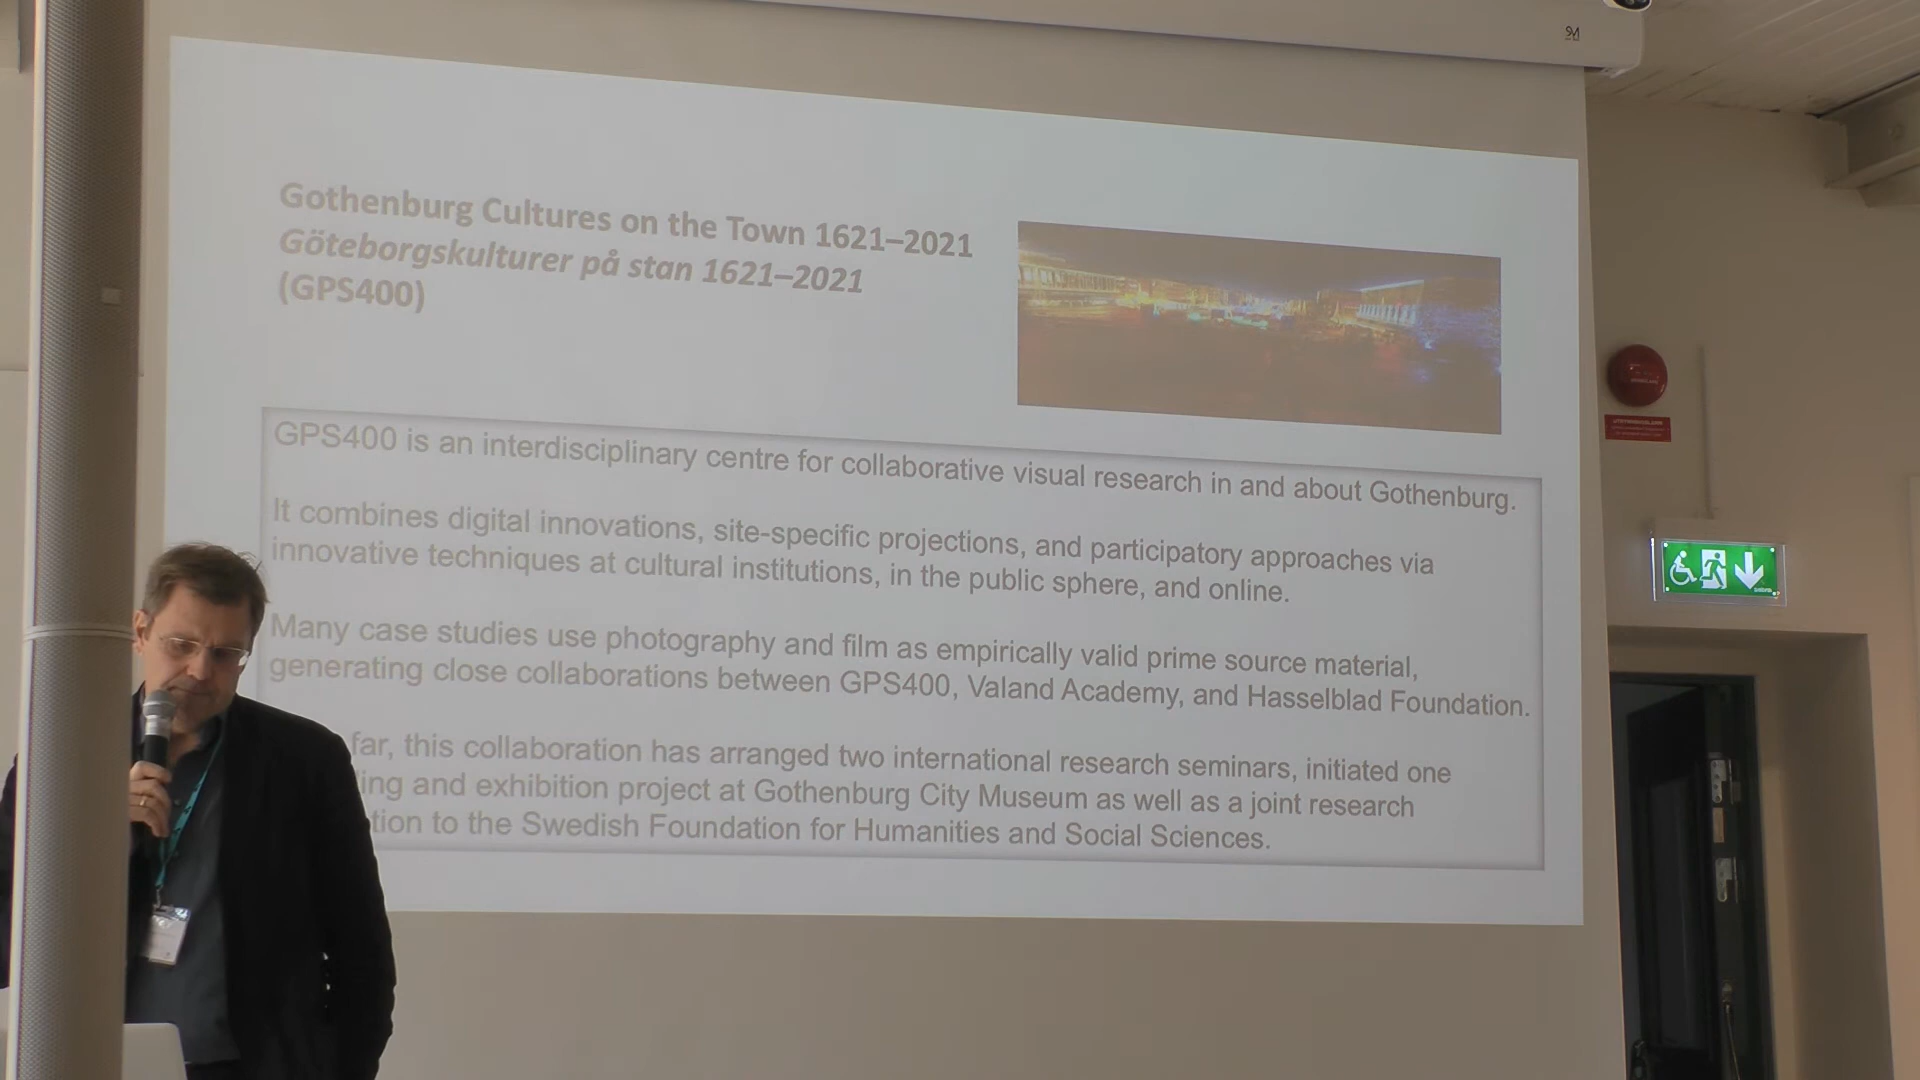 Gothenburg Cultures on the Town 1621–2021
Göteborgskulturer på stan 1621–2021
(GPS400)
GPS400 is an interdisciplinary centre for collaborative visual research in and about Gothenburg.
It combines digital innovations, site-specific projections, and participatory approaches via
innovative techniques at cultural institutions, in the public sphere, and online.
Many case studies use photography and film as empirically valid prime source material,
generating close collaborations between GPS400, Valand Academy, and Hasselblad Foundation.
far, this collaboration has arranged two international research seminars, initiated one
ing and exhibition project at Gothenburg City Museum as well as a joint research
tion to the Swedish Foundation for Humanities and Social Sciences.